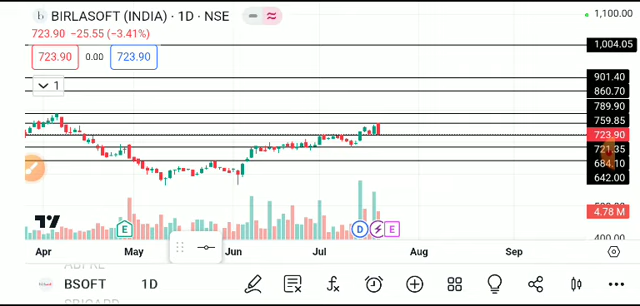 BIRLASOFT (INDIA) · 1D · NSE
723.90 −25.55 (−3.41%)
723.90 0.00 723.90
1
1,100.00
1,004.05
901.40
860.70
789.90
759.85
723.90
721.35
642.00
4.78 M
400.00
E D E
Apr May Jun Jul Aug Sep
BSOFT 1D